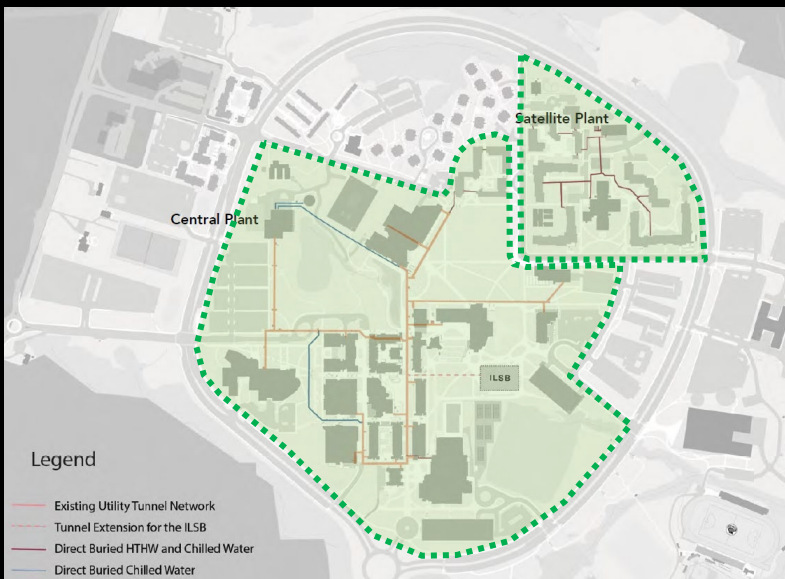 Satellite Plant
Central Plant
ILSB
Legend
Existing Utility Tunnel Network
Tunnel Extension for the ILSB
Direct Buried HTHW and Chilled Water
Direct Buried Chilled Water